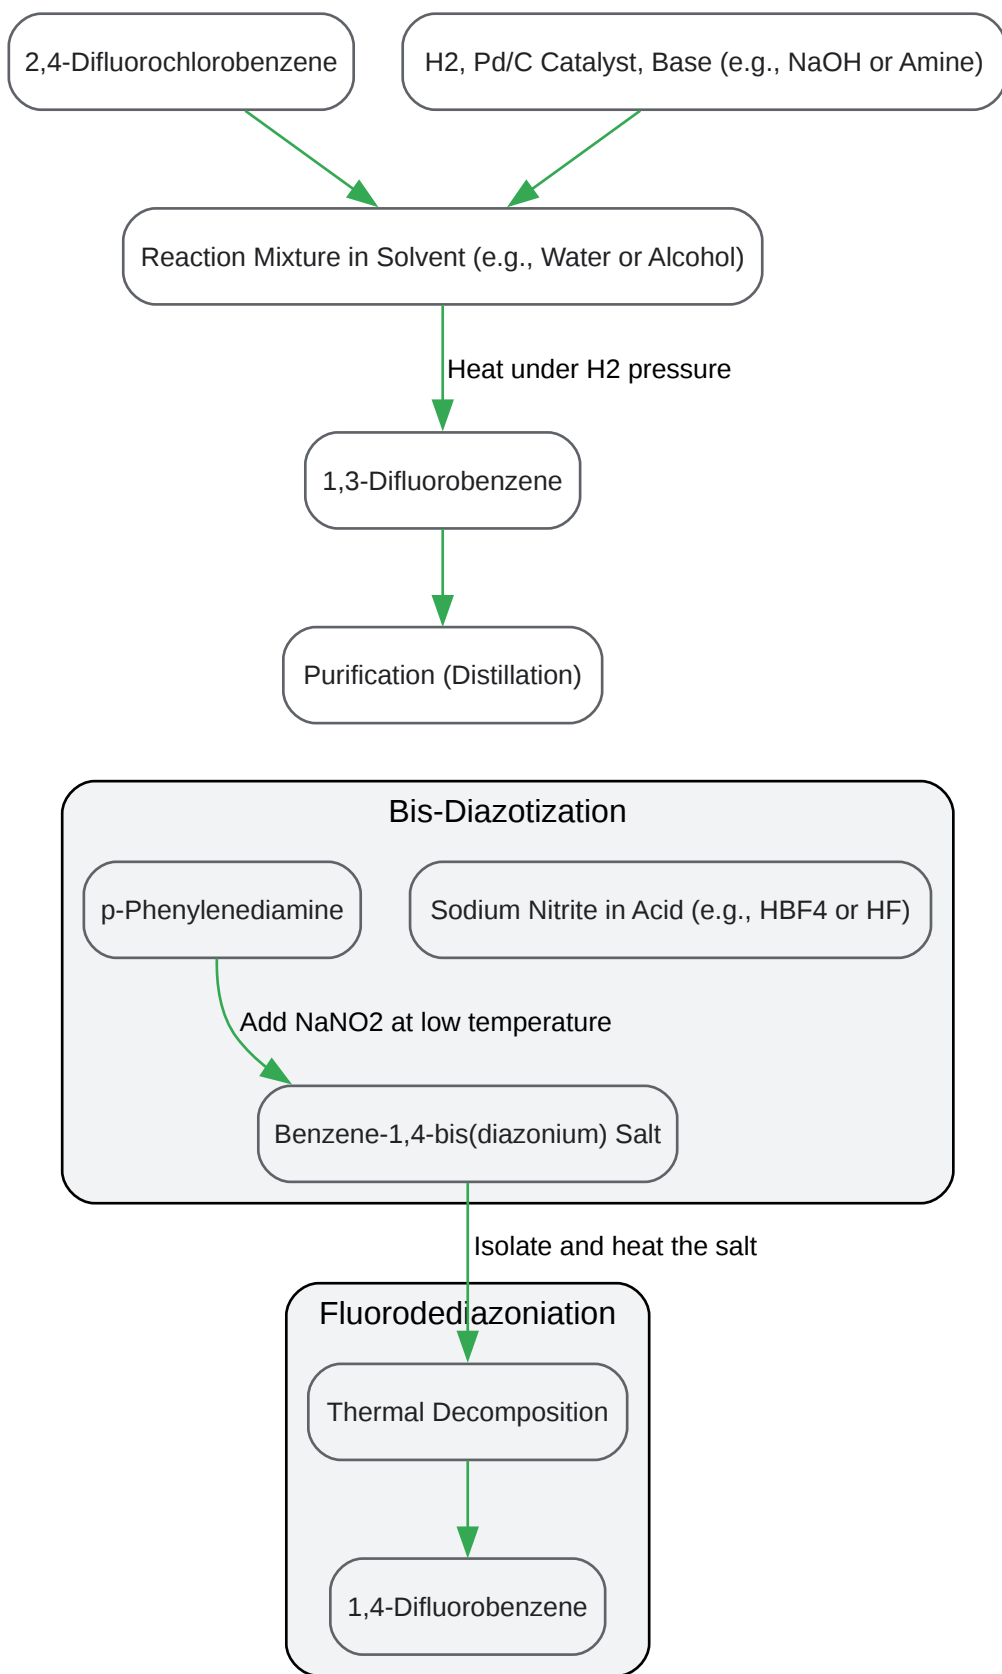 2,4-Difluorochlorobenzene
H2, Pd/C Catalyst, Base (e.g., NaOH or Amine)
Reaction Mixture in Solvent (e.g., Water or Alcohol)
Heat under H2 pressure
1,3-Difluorobenzene
Purification (Distillation)
Bis-Diazotization
p-Phenylenediamine
Sodium Nitrite in Acid (e.g., HBF4 or HF)
Add NaNO2 at low temperature
Benzene-1,4-bis(diazonium) Salt
Isolate and heat the salt
Fluorodediazoniation
Thermal Decomposition
1,4-Difluorobenzene